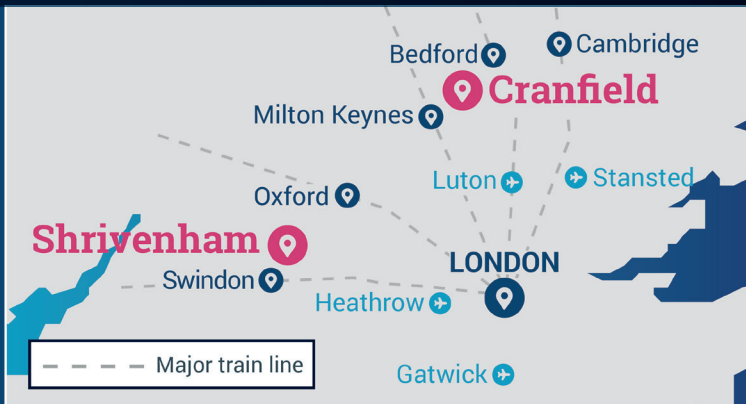 Bedford
Cambridge
Cranfield
Milton Keynes
Luton
Stansted
Oxford
Shrivenham
LONDON
Swindon
Heathrow
Major train line
Gatwick